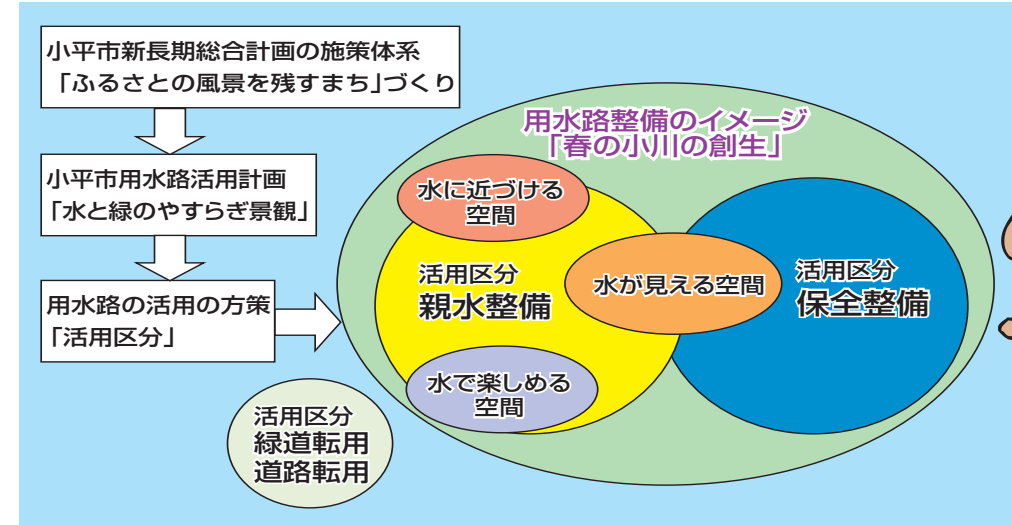 小平市新長期総合計画の施策体系
「ふるさとの風景を残すまち」づくり
小平市用水路活用計画
「水と緑のやすらぎ景観」
用水路の活用の方策
「活用区分」
用水路整備のイメージ
「春の小川の創生」
水に近づける
空間
活用区分
親水整備
水が見える空間
活用区分
保全整備
水で楽しめる
空間
活用区分
緑道転用
道路転用